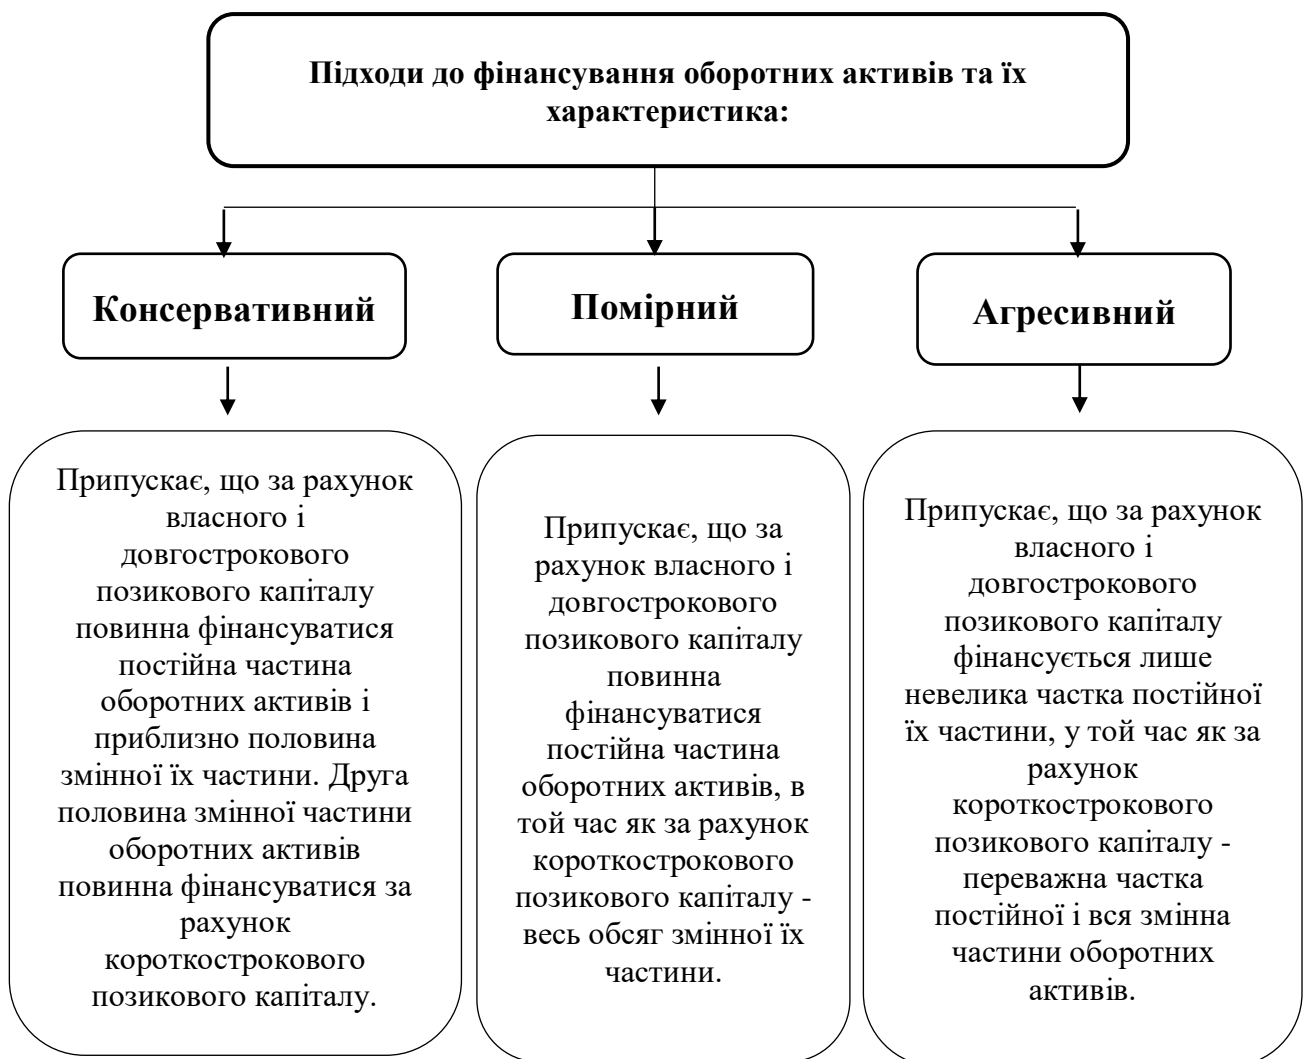 Підходи до фінансування оборотних активів та їх
характеристика:
Консервативний
Помірний
Агресивний
Припускає, що за рахунок
власного і
довгострокового
позикового капіталу
повинна фінансуватися
постійна частина
оборотних активів і
приблизно половина
змінної їх частини. Друга
половина змінної частини
оборотних активів
повинна фінансуватися за
рахунок
короткострокового
позикового капіталу.
Припускає, що за
рахунок власного і
довгострокового
позикового капіталу
повинна
фінансуватися
постійна частина
оборотних активів, в
той час як за рахунок
короткострокового
позикового капіталу -
весь обсяг змінної їх
частини.
Припускає, що за рахунок
власного і
довгострокового
позикового капіталу
фінансується лише
невелика частка постійної
їх частини, у той час як за
рахунок
короткострокового
позикового капіталу -
переважна частка
постійної і вся змінна
частини оборотних
активів.